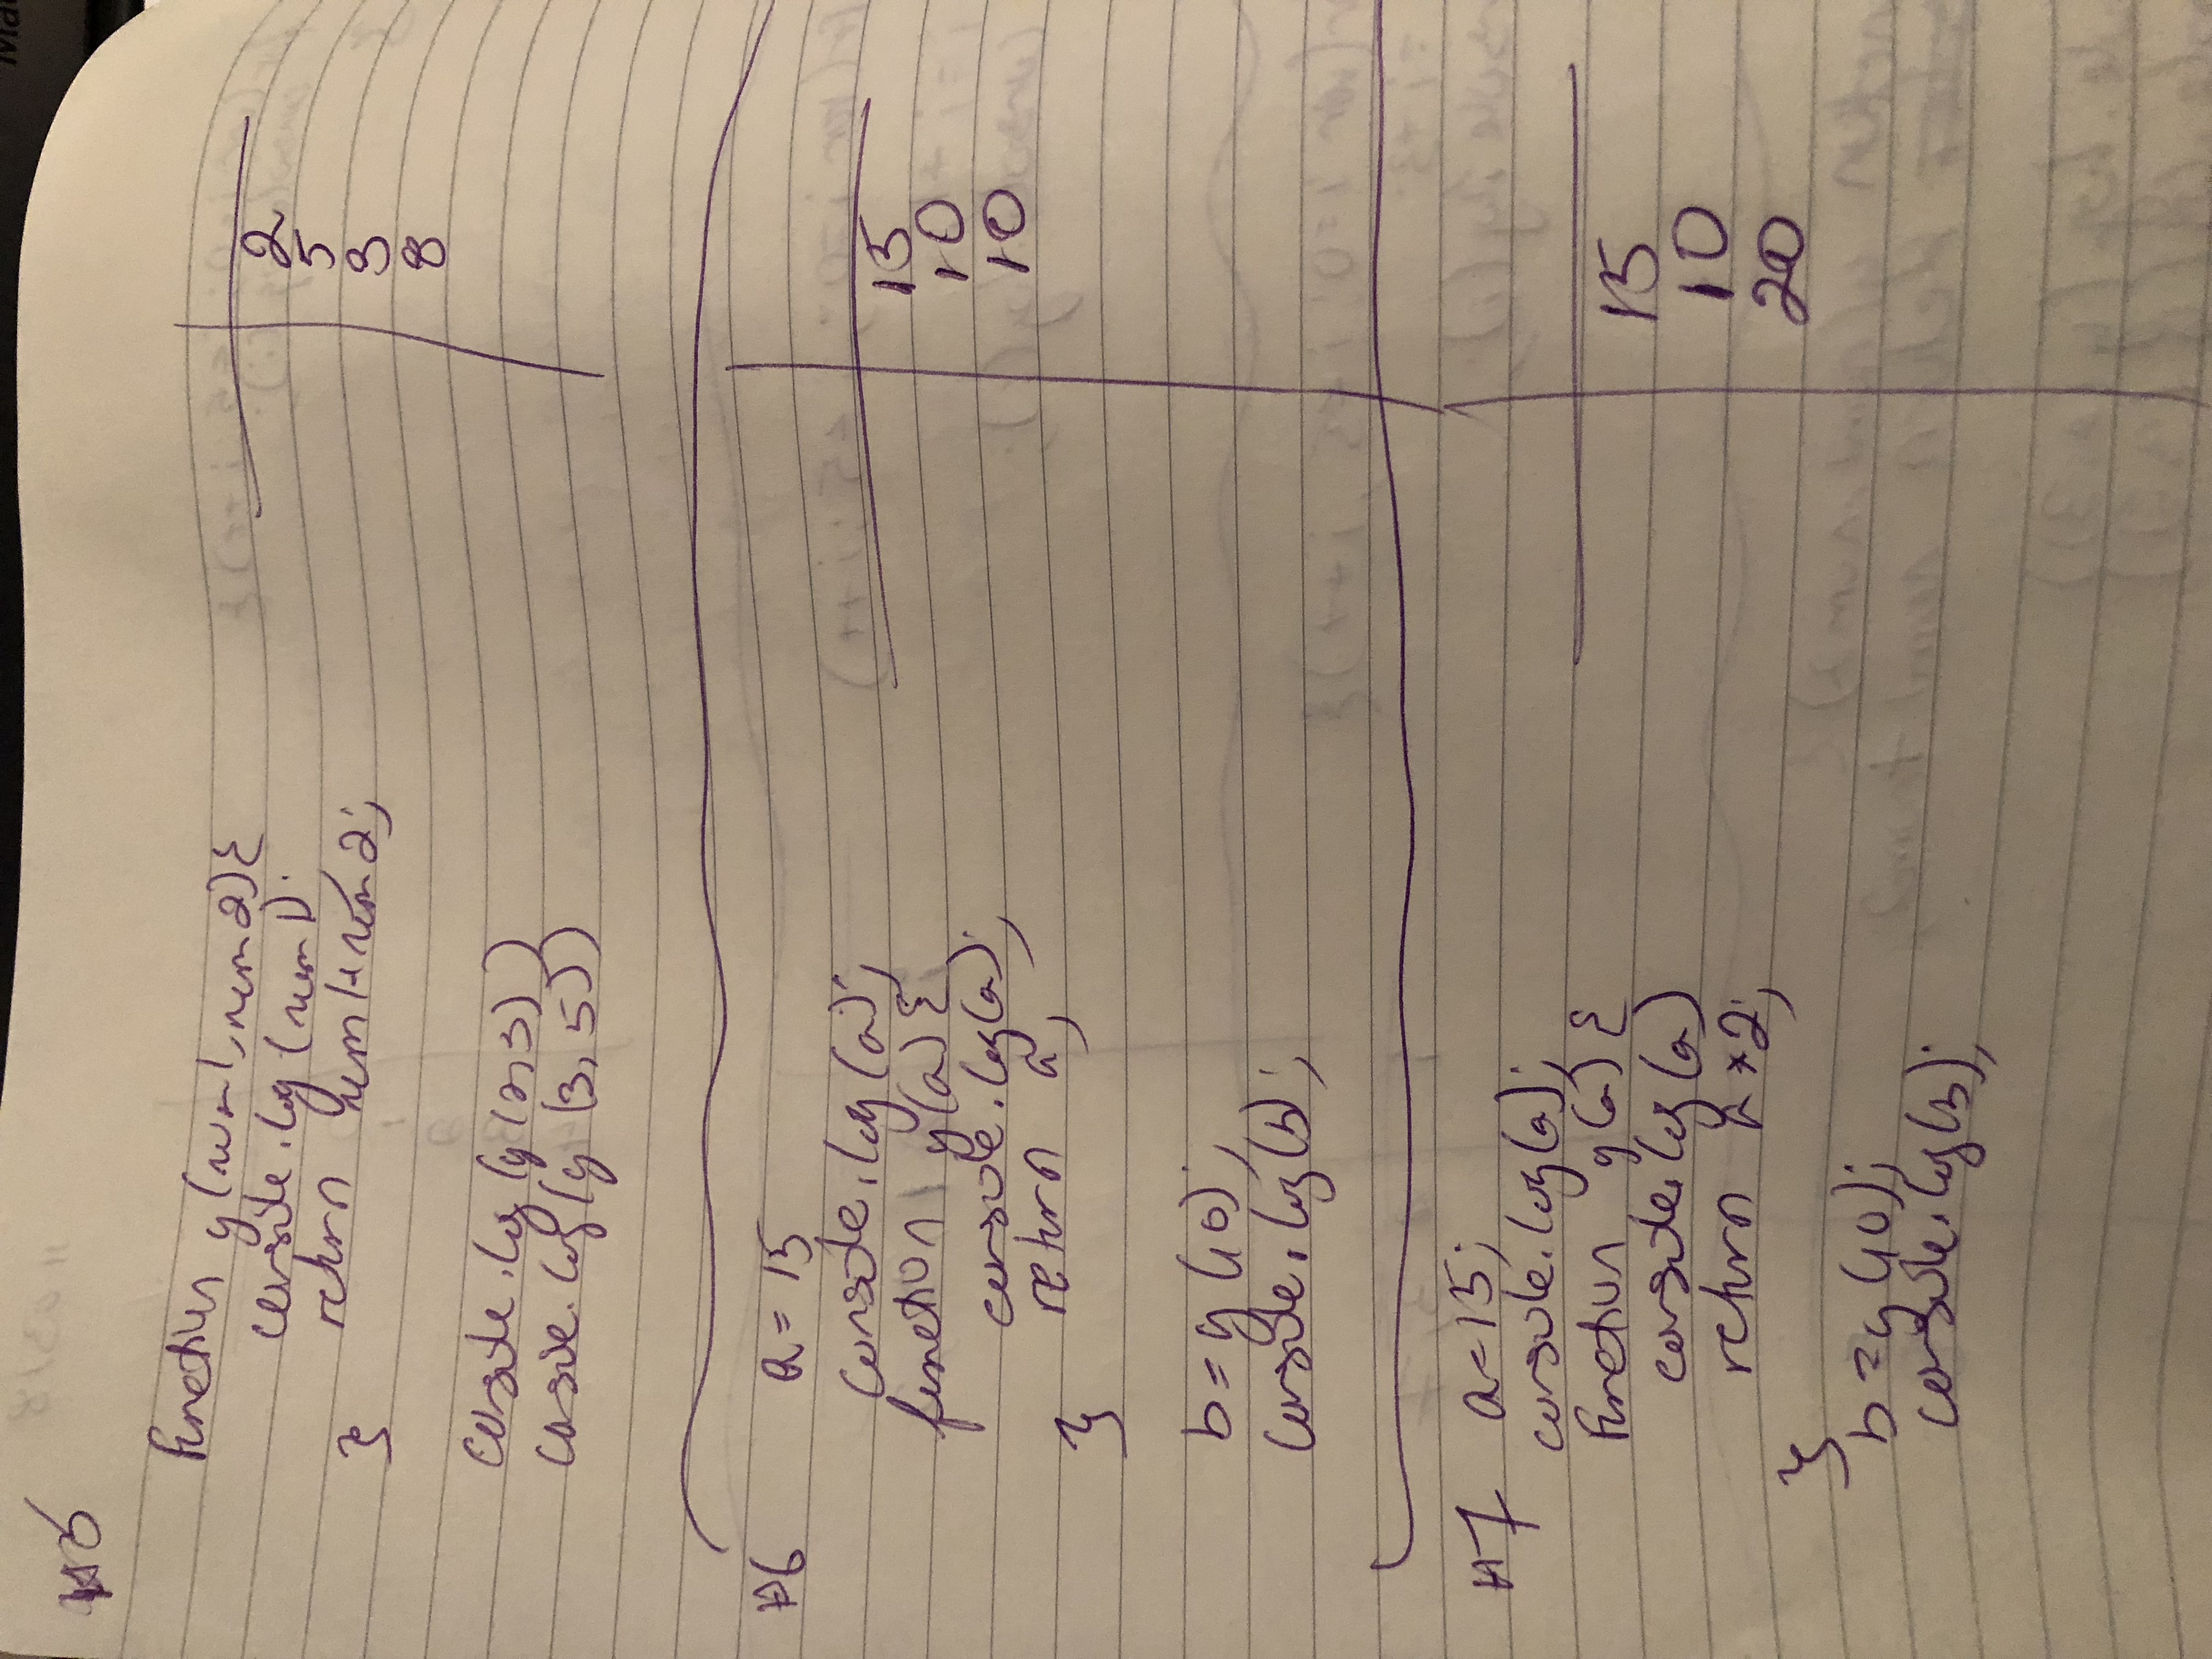 #5
function y(num1, num2){
console.log(num1);
return num1+num2;
}
console.log(y(2,3))
console.log(y(3,5))
2
5
3
8
#6 a = 15
console.log(a);
function y(a){
console.log(a);
return a;
}
b=y(10);
console.log(b);
15
10
10
#7 a=15;
console.log(a);
function y(a){
console.log(a)
return a*2;
}
b=y(10);
console.log(b);
15
10
20